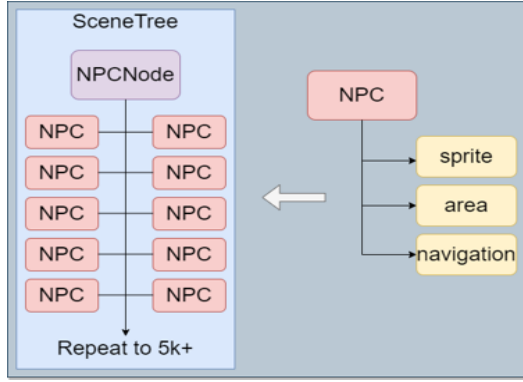 SceneTree
NPCNode
NPC NPC
NPC NPC
NPC NPC
NPC NPC
NPC NPC
Repeat to 5k+
NPC
sprite
area
navigation